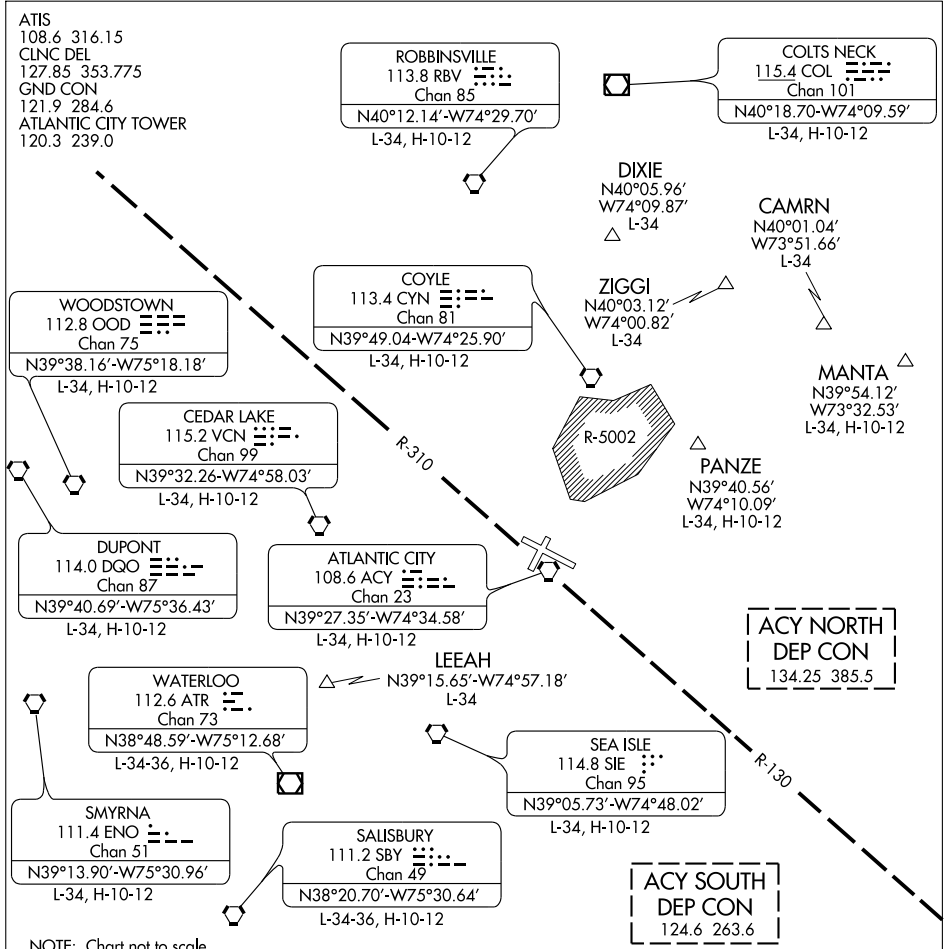 ATIS
108.6 316.15
CLNC DEL
127.85 353.775
GND CON
121.9 284.6
ATLANTIC CITY TOWER
120.3 239.0
ROBBINSVILLE
113.8 RBV
Chan 85
N40°12.14′-W74°29.70′
L-34, H-10-12
COLTS NECK
115.4 COL
Chan 101
N40°18.70-W74°09.59′
L-34, H-10-12
DIXIE
N40°05.96′
W74°09.87′
L-34
CAMRN
N40°01.04′
W73°51.66′
L-34
COYLE
113.4 CYN
Chan 81
N39°49.04-W74°25.90′
L-34, H-10-12
ZIGGI
N40°03.12′
W74°00.82′
L-34
WOODSTOWN
112.8 OOD
Chan 75
N39°38.16′-W75°18.18′
L-34, H-10-12
MANTA
N39°54.12′
W73°32.53′
L-34, H-10-12
CEDAR LAKE
115.2 VCN
Chan 99
N39°32.26-W74°58.03′
L-34, H-10-12
R-310
R-5002
PANZE
N39°40.56′
W74°10.09′
L-34, H-10-12
DUPONT
114.0 DQO
Chan 87
N39°40.69′-W75°36.43′
L-34, H-10-12
ATLANTIC CITY
108.6 ACY
Chan 23
N39°27.35′-W74°34.58′
L-34, H-10-12
ACY NORTH
DEP CON
134.25 385.5
LEEAH
N39°15.65′-W74°57.18′
L-34
WATERLOO
112.6 ATR
Chan 73
N38°48.59′-W75°12.68′
L-34-36, H-10-12
SEA ISLE
114.8 SIE
Chan 95
N39°05.73′-W74°48.02′
L-34, H-10-12
R-130
SMYRNA
111.4 ENO
Chan 51
N39°13.90′-W75°30.96′
L-34, H-10-12
SALISBURY
111.2 SBY
Chan 49
N38°20.70′-W75°30.64′
L-34-36, H-10-12
ACY SOUTH
DEP CON
124.6 263.6
NOTE: Chart not to scale